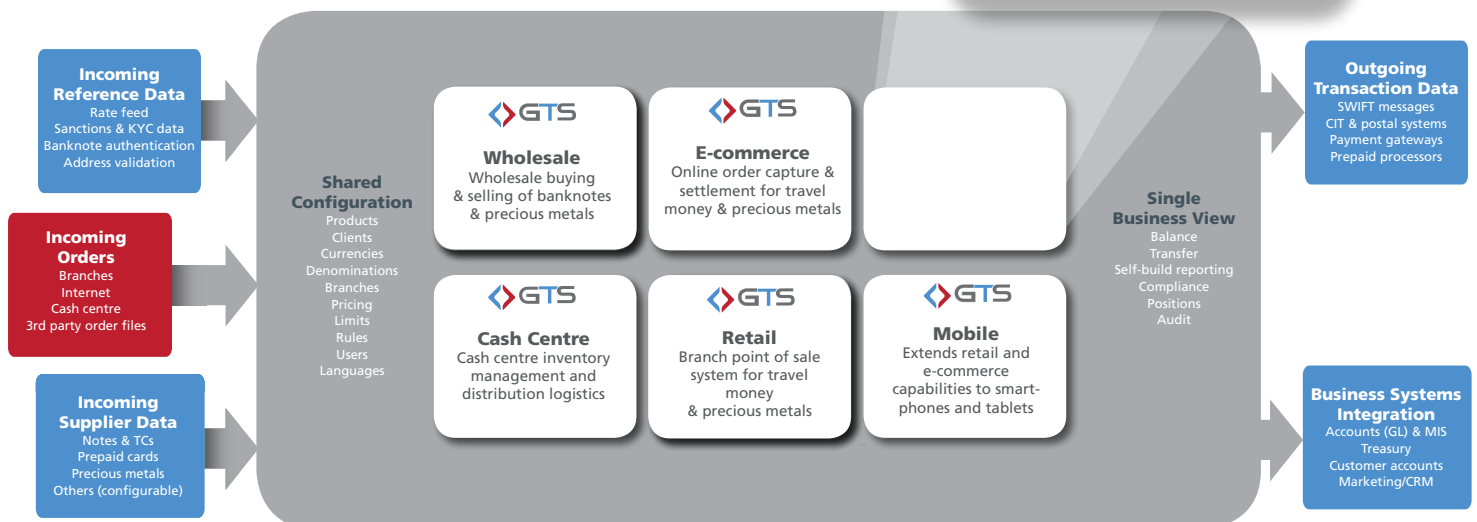 Incoming
Reference Data
Rate feed
Sanctions & KYC data
Banknote authentication
Address validation
Incoming
Orders
Branches
Internet
Cash centre
3rd party order files
Incoming
Supplier Data
Notes & TCs
Prepaid cards
Precious metals
Others (configurable)
Shared
Configuration
Products
Clients
Currencies
Denominations
Branches
Pricing
Limits
Rules
Users
Languages
GTS
Wholesale
Wholesale buying
& selling of banknotes
& precious metals
GTS
E-commerce
Online order capture &
settlement for travel
money & precious metals
GTS
Cash Centre
Cash centre inventory
management and
distribution logistics
GTS
Retail
Branch point of sale
system for travel
money
& precious metals
GTS
Mobile
Extends retail and
e-commerce
capabilities to smart-
phones and tablets
Single
Business View
Balance
Transfer
Self-build reporting
Compliance
Positions
Audit
Outgoing
Transaction Data
SWIFT messages
CIT & postal systems
Payment gateways
Prepaid processors
Business Systems
Integration
Accounts (GL) & MIS
Treasury
Customer accounts
Marketing/CRM